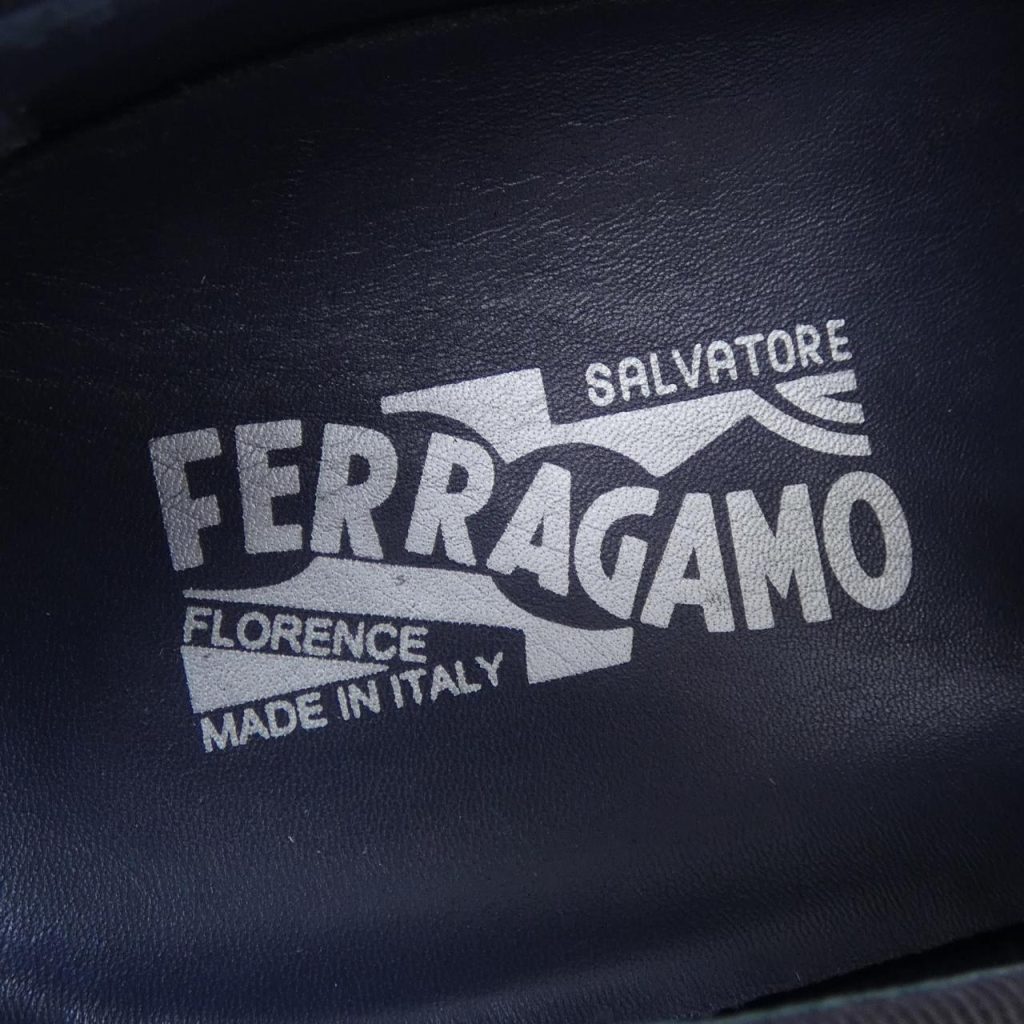 SALVATORE
FERRAGAMO
FLORENCE
MADE IN ITALY